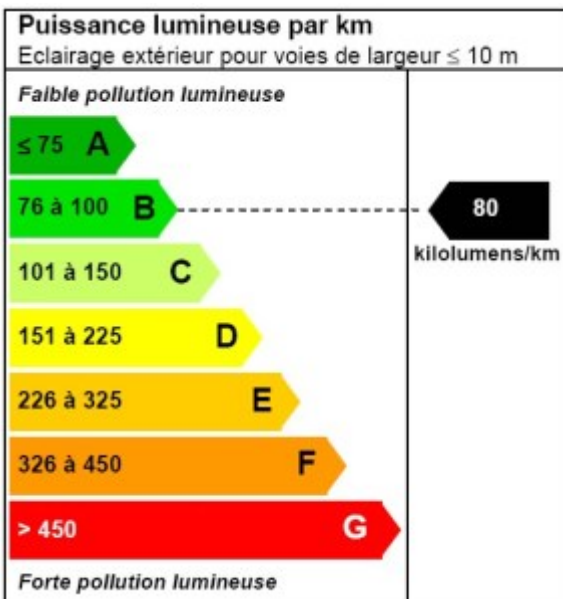 Puissance lumineuse par km
Eclairage extérieur pour voies de largeur ≤ 10 m
Faible pollution lumineuse
≤ 75 A
76 à 100 B
80
kilolumens/km
101 à 150 C
151 à 225 D
226 à 325 E
326 à 450 F
> 450 G
Forte pollution lumineuse